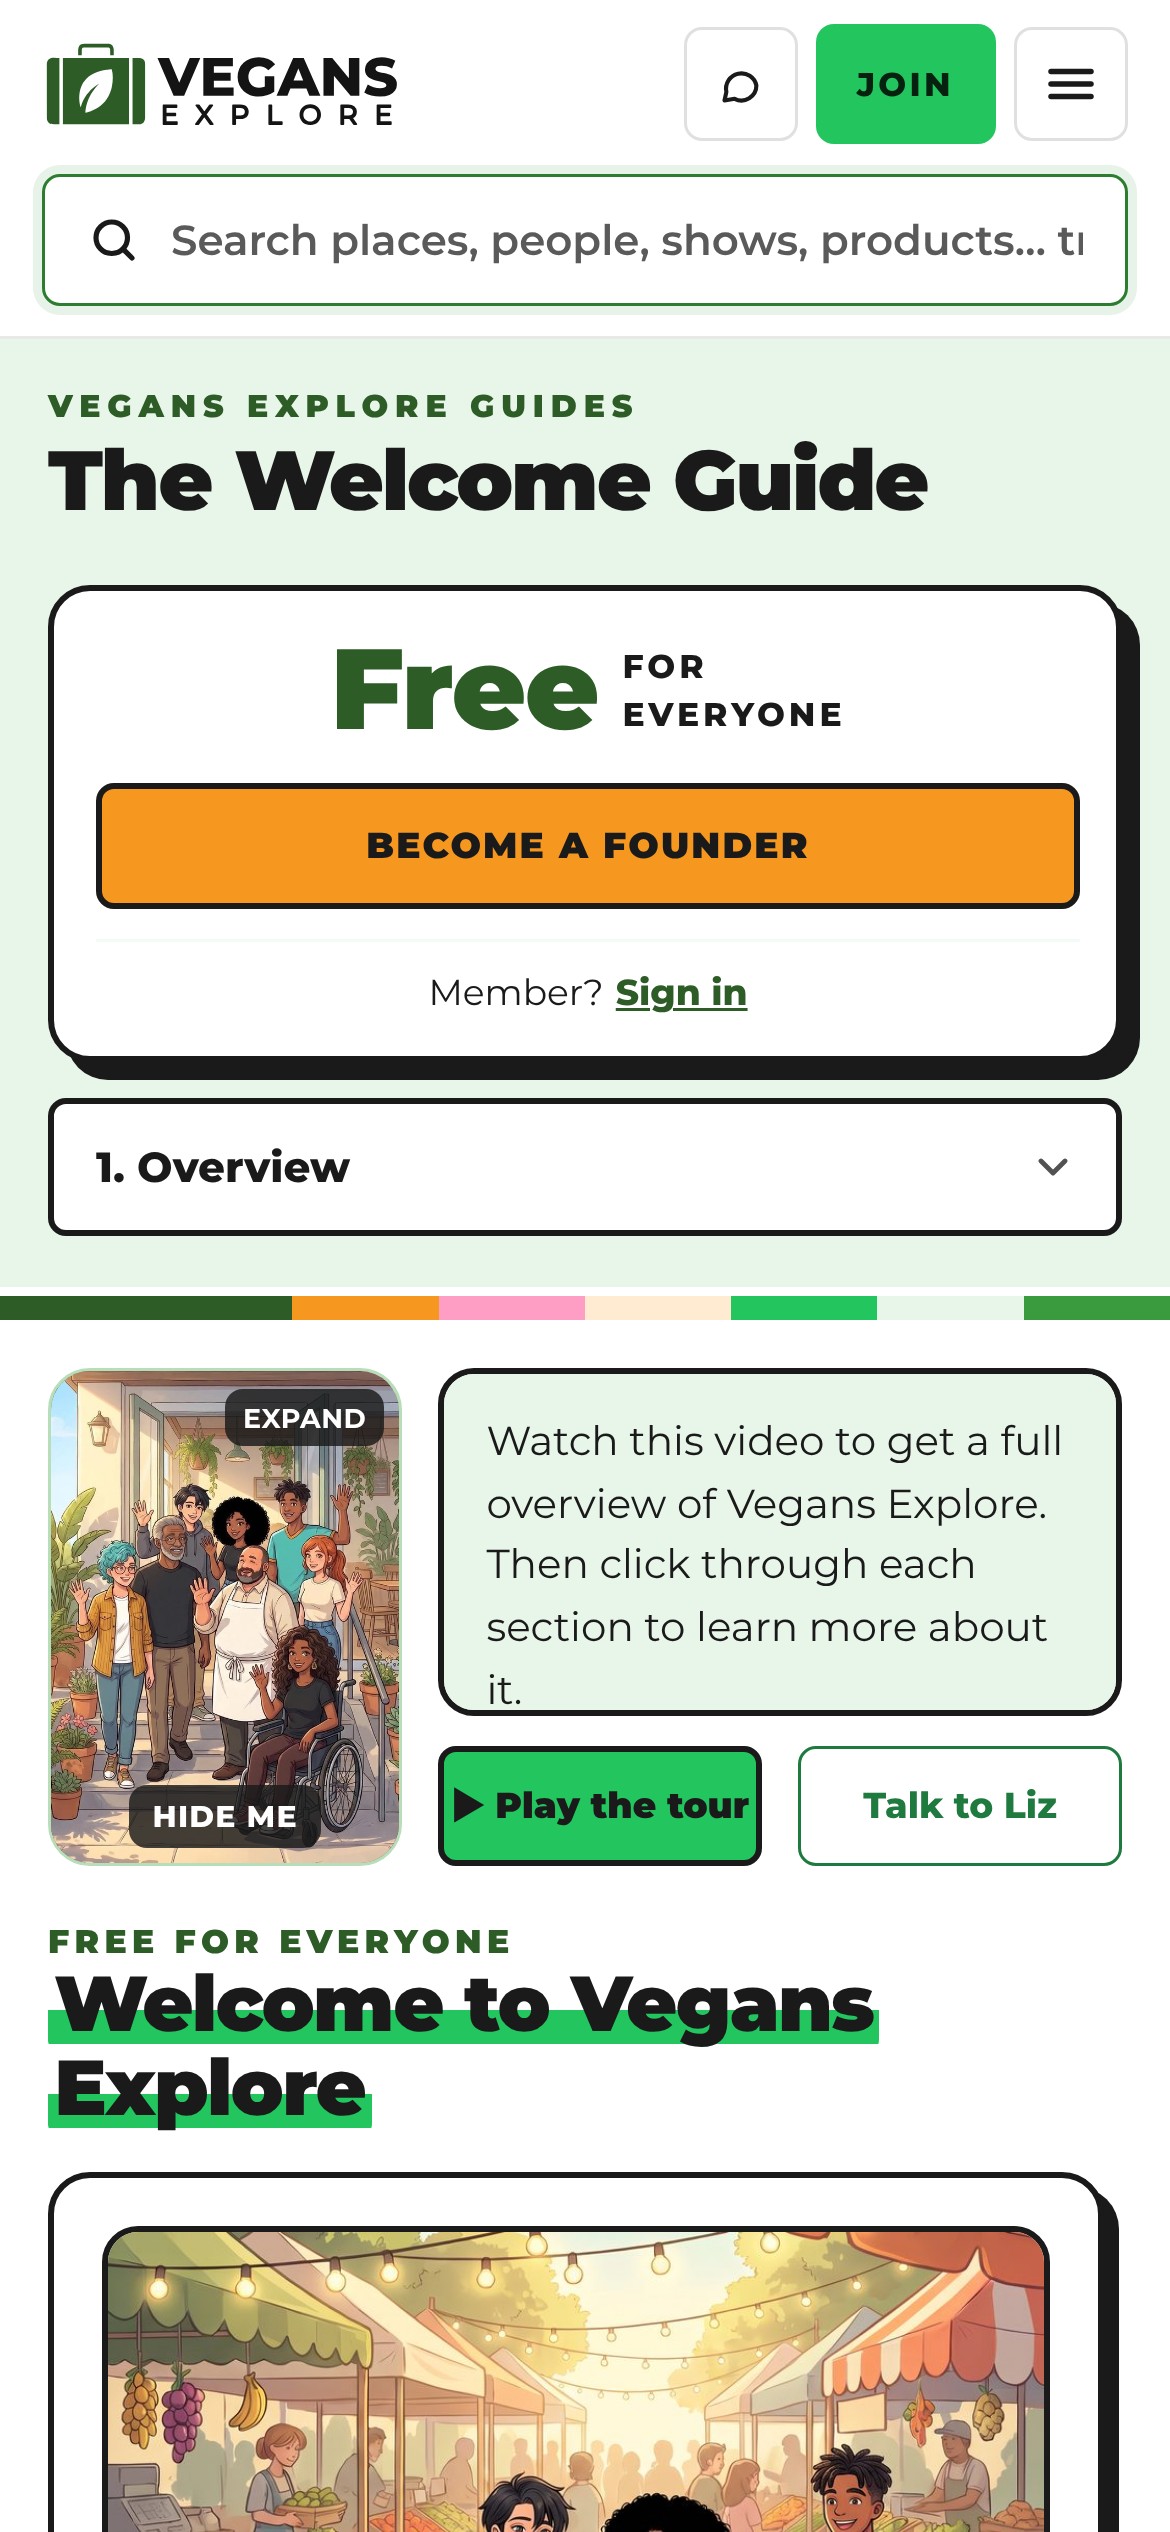 VEGANS
EXPLORE
JOIN
Search places, people, shows, products... tr
VEGANS EXPLORE GUIDES
The Welcome Guide
Free FOR
EVERYONE
BECOME A FOUNDER
Member? Sign in
1. Overview
EXPAND
HIDE ME
Watch this video to get a full
overview of Vegans Explore.
Then click through each
section to learn more about
it.
Play the tour
Talk to Liz
FREE FOR EVERYONE
Welcome to Vegans
Explore